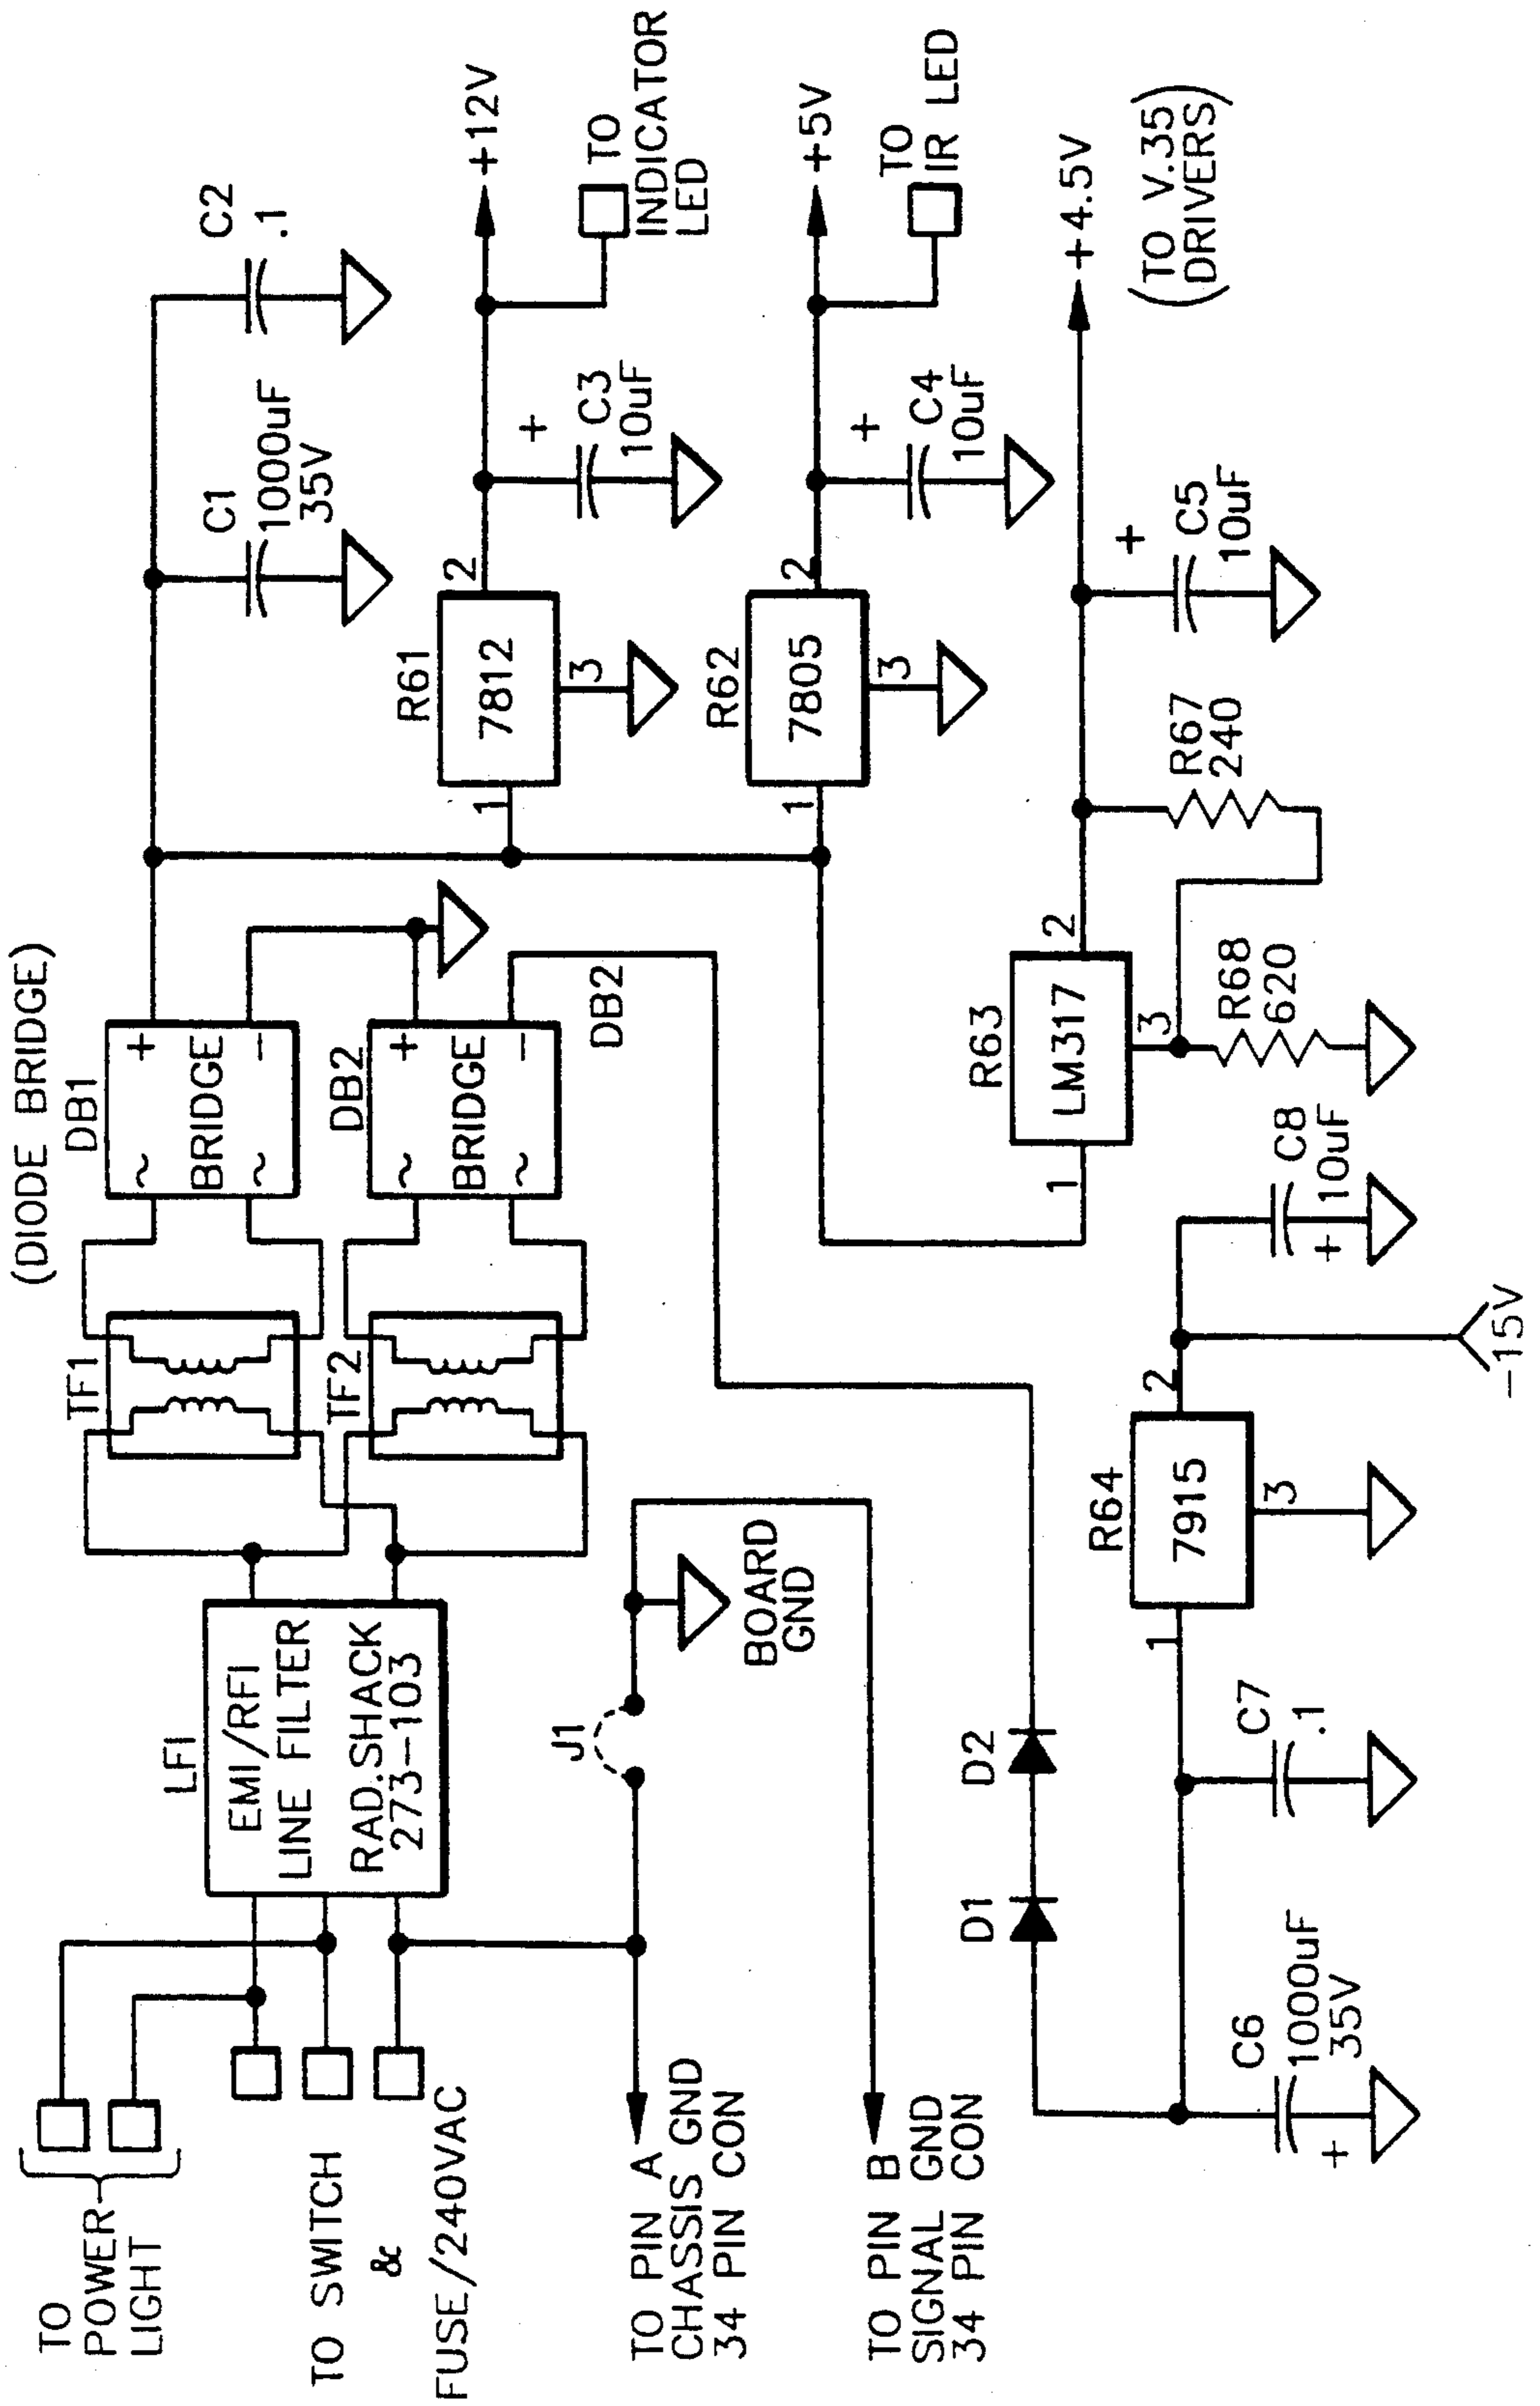 TO
POWER
LIGHT
TO SWITCH
&
FUSE/240VAC
LF1
EMI/RFI
LINE FILTER
RAD.SHACK
273-103
TF1
TF2
(DIODE BRIDGE)
DB1
~ +
BRIDGE
~ −
DB2
~ +
BRIDGE
~ −
DB2
C1
1000uF
35V
C2
.1
R61
1 7812 2
3
+
C3
10uF
+12V
TO
INDICATOR
LED
R62
1 7805 2
3
+
C4
10uF
+5V
TO
IR LED
TO PIN A
CHASSIS GND
34 PIN CON
J1
BOARD
GND
TO PIN B
SIGNAL GND
34 PIN CON
R63
1 LM317 2
3
R68
620
R67
240
+
C5
10uF
+4.5V
(TO V.35
DRIVERS)
D1
D2
C6
1000uF
35V
+
C7
.1
R64
1 7915 2
3
C8
10uF
+
-15V